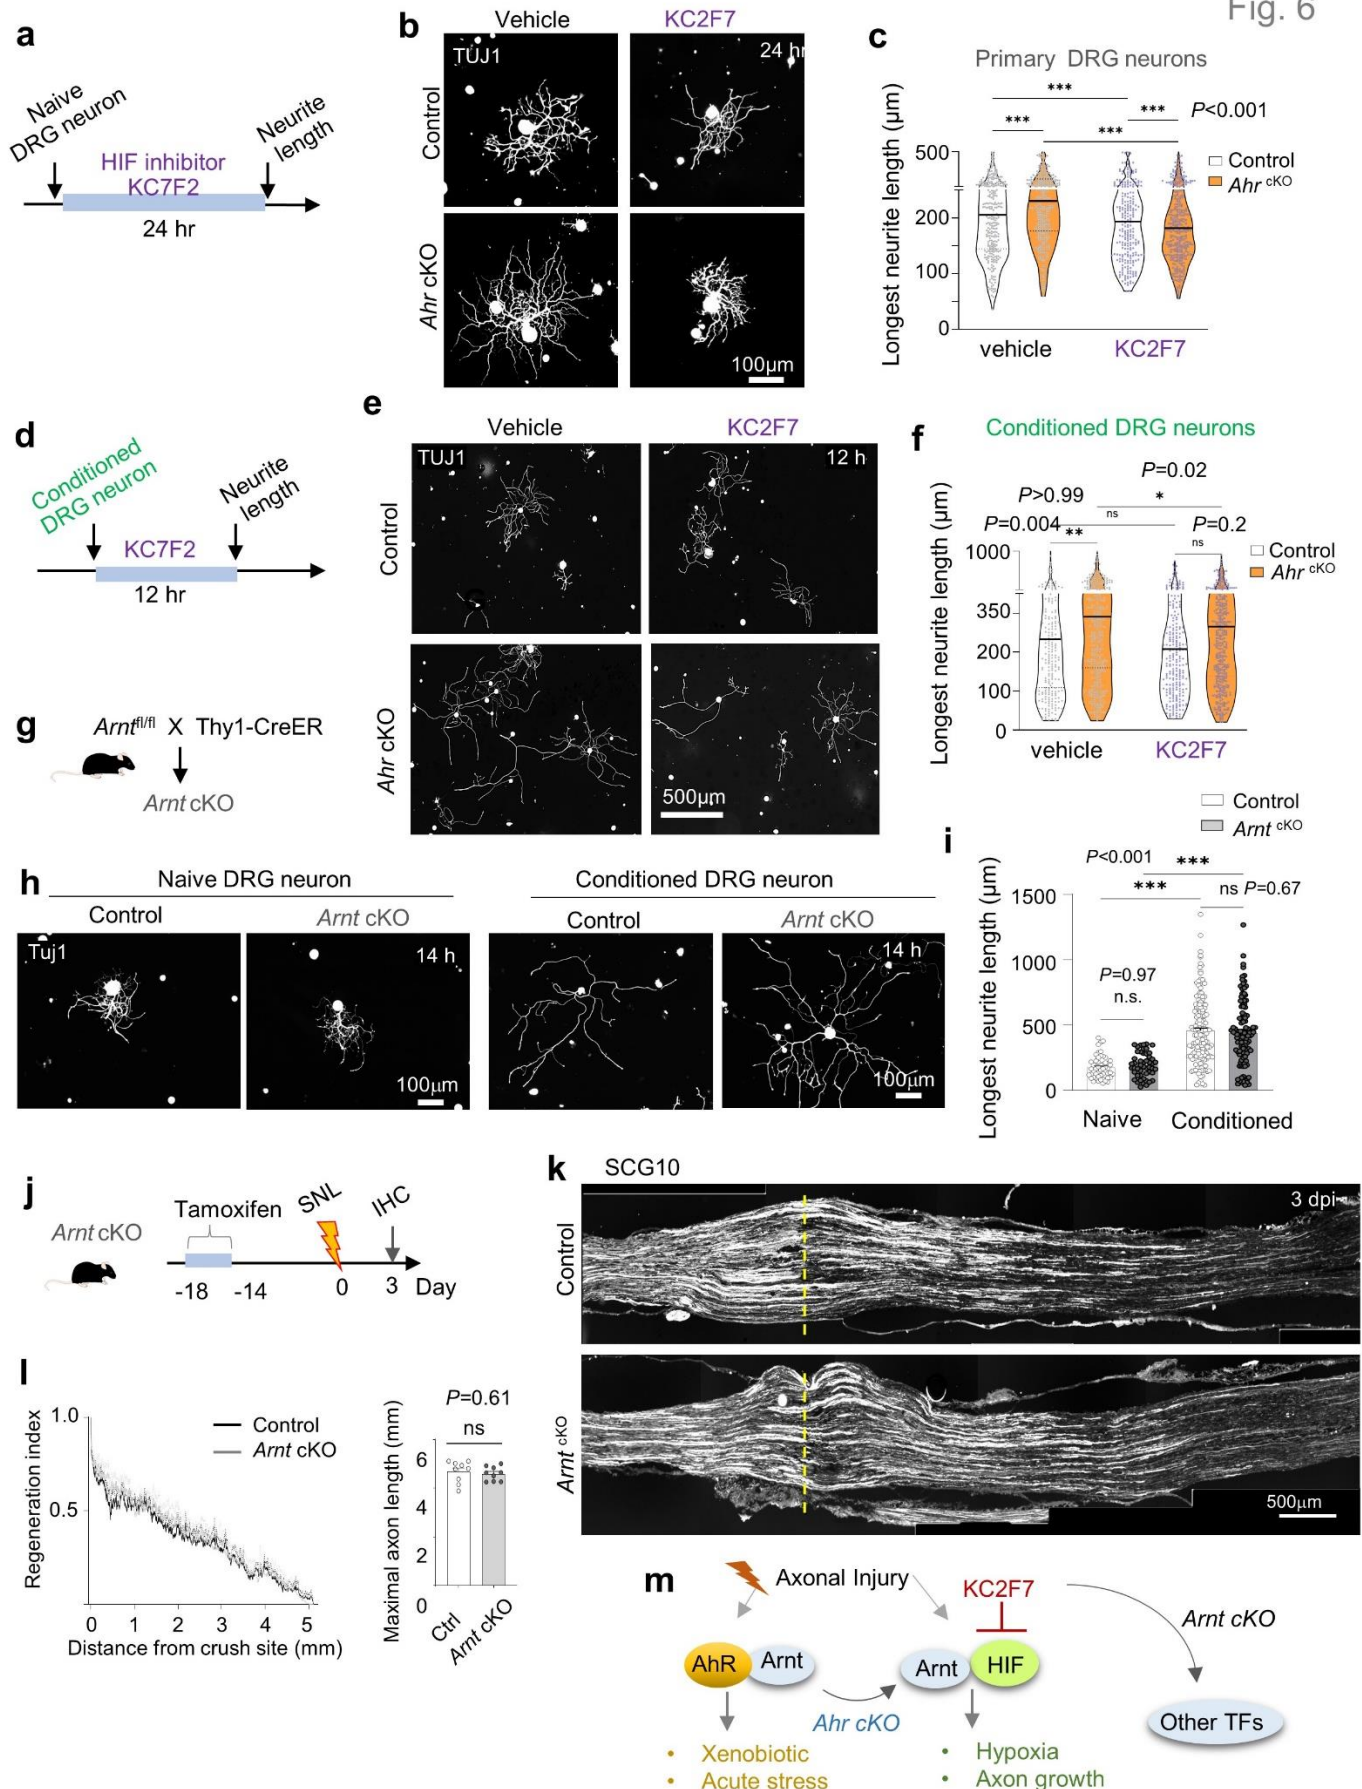 Fig. 6
a
Naive
DRG neuron
Neurite
length
HIF inhibitor
KC7F2
24 hr
b
Vehicle
KC2F7
TUJ1
24 hr
Control
Ahr cKO
100μm
c
Primary DRG neurons
***
***
***
***
P<0.001
Longest neurite length (μm)
500
200
100
0
Control
Ahr cKO
vehicle
KC2F7
d
Conditioned
DRG neuron
Neurite
length
KC7F2
12 hr
e
Vehicle
KC2F7
TUJ1
12 h
Control
Ahr cKO
500μm
f
Conditioned DRG neurons
P=0.02
P>0.99
*
ns
P=0.004
P=0.2
**
ns
Longest neurite length (μm)
1000
350
200
100
0
Control
Ahr cKO
vehicle
KC2F7
g
Arntfl/fl X Thy1-CreER
Arnt cKO
h
Naive DRG neuron
Conditioned DRG neuron
Control
Arnt cKO
Control
Arnt cKO
Tuj1
14 h
14 h
100μm
100μm
i
Control
Arnt cKO
P<0.001
***
***
ns P=0.67
P=0.97
n.s.
Longest neurite length (μm)
1500
1000
500
0
Naive
Conditioned
j
Arnt cKO
Tamoxifen
SNL
IHC
-18
-14
0
3
Day
k
SCG10
3 dpi
Control
Arnt cKO
500μm
l
Regeneration index
1.0
0.5
Control
Arnt cKO
0 1 2 3 4 5
Distance from crush site (mm)
P=0.61
ns
Maximal axon length (mm)
6
4
2
0
Ctrl
Arnt cKO
m
Axonal Injury
KC2F7
Arnt cKO
AhR
Arnt
Arnt
HIF
Ahr cKO
Other TFs
• Xenobiotic
• Acute stress
• Hypoxia
• Axon growth